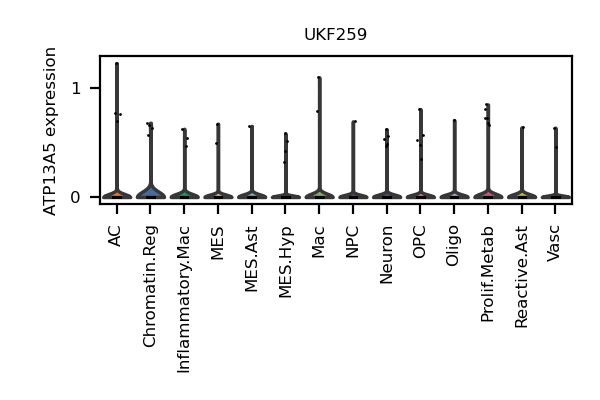 UKF259
ATP13A5 expression
1
0
AC
Chromatin.Reg
Inflammatory.Mac
MES
MES.Ast
MES.Hyp
Mac
NPC
Neuron
OPC
Oligo
Prolif.Metab
Reactive.Ast
Vasc